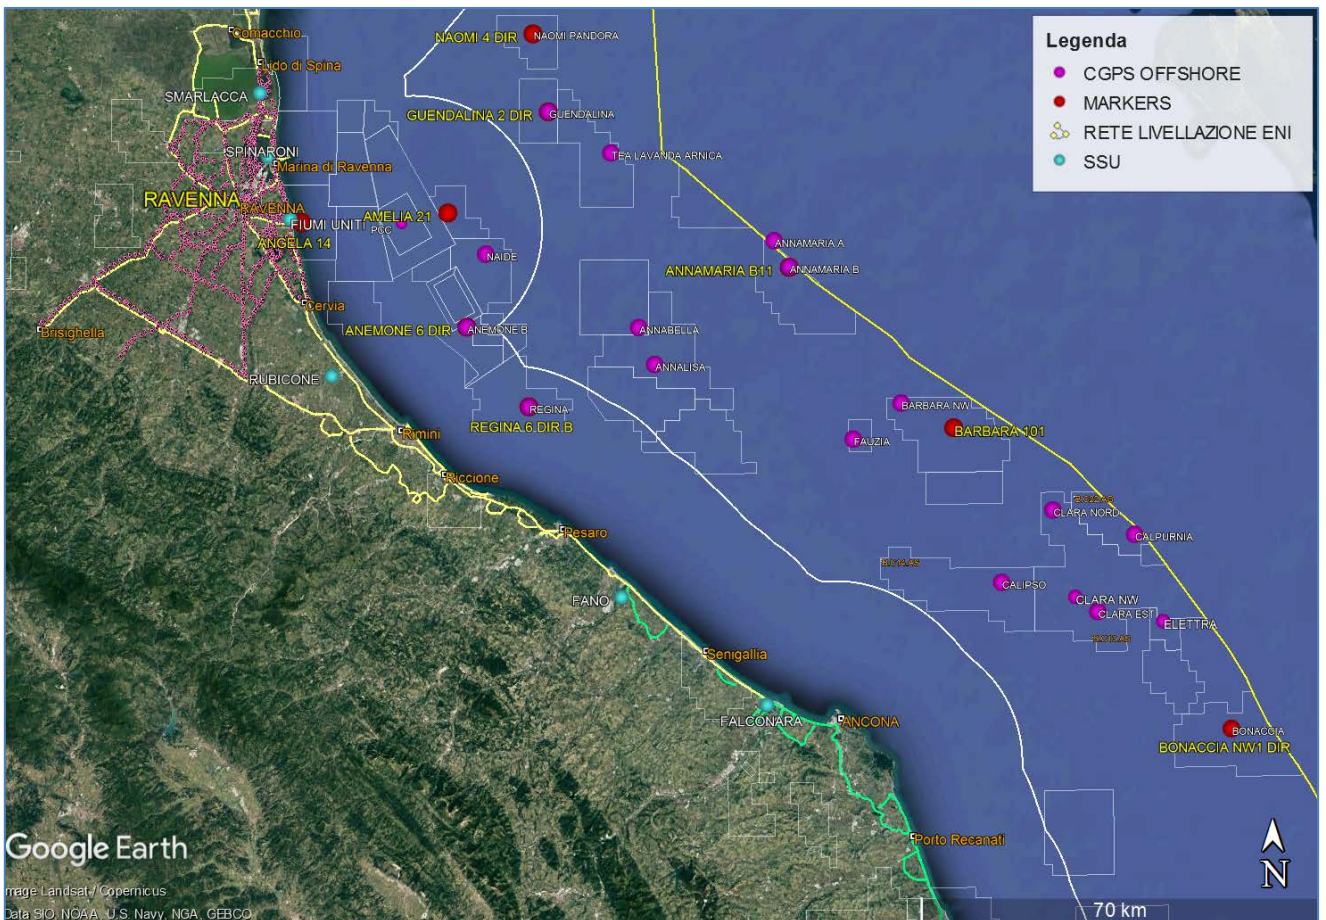 Legenda
CGPS OFFSHORE
MARKERS
RETE LIVELLAZIONE ENI
SSU
Comacchio
NAOMI 4 DIR
NAOMI PANDORA
Lido di Spina
SMARLACCA
GUENDALINA 2 DIR
GUENDALINA
SPINARONI
TEA LAVANDA ARNICA
Marina di Ravenna
RAVENNA
RAVENNA
AMELIA 21
FIUMI UNITI
PCC
ANGELA 14
NAIDE
ANNAMARIA A
ANNAMARIA B11
ANNAMARIA B
Cervia
Brisighella
ANEMONE 6 DIR
ANEMONE B
ANNABELLA
ANNALISA
RUBICONE
REGINA
REGINA 6 DIR B
BARBARA NW
BARBARA 101
FAUZIA
Rimini
Riccione
CLARA NORD
Pesaro
CALPURNIA
CALIPSO
FANO
CLARA NW
CLARA EST
ELETTRA
Senigallia
FALCONARA
ANCONA
BONACCIA
BONACCIA NW1 DIR
Porto Recanati
Google Earth
mage Landsat / Copernicus
Data SIO, NOAA, U.S. Navy, NGA, GEBCO
N
70 km